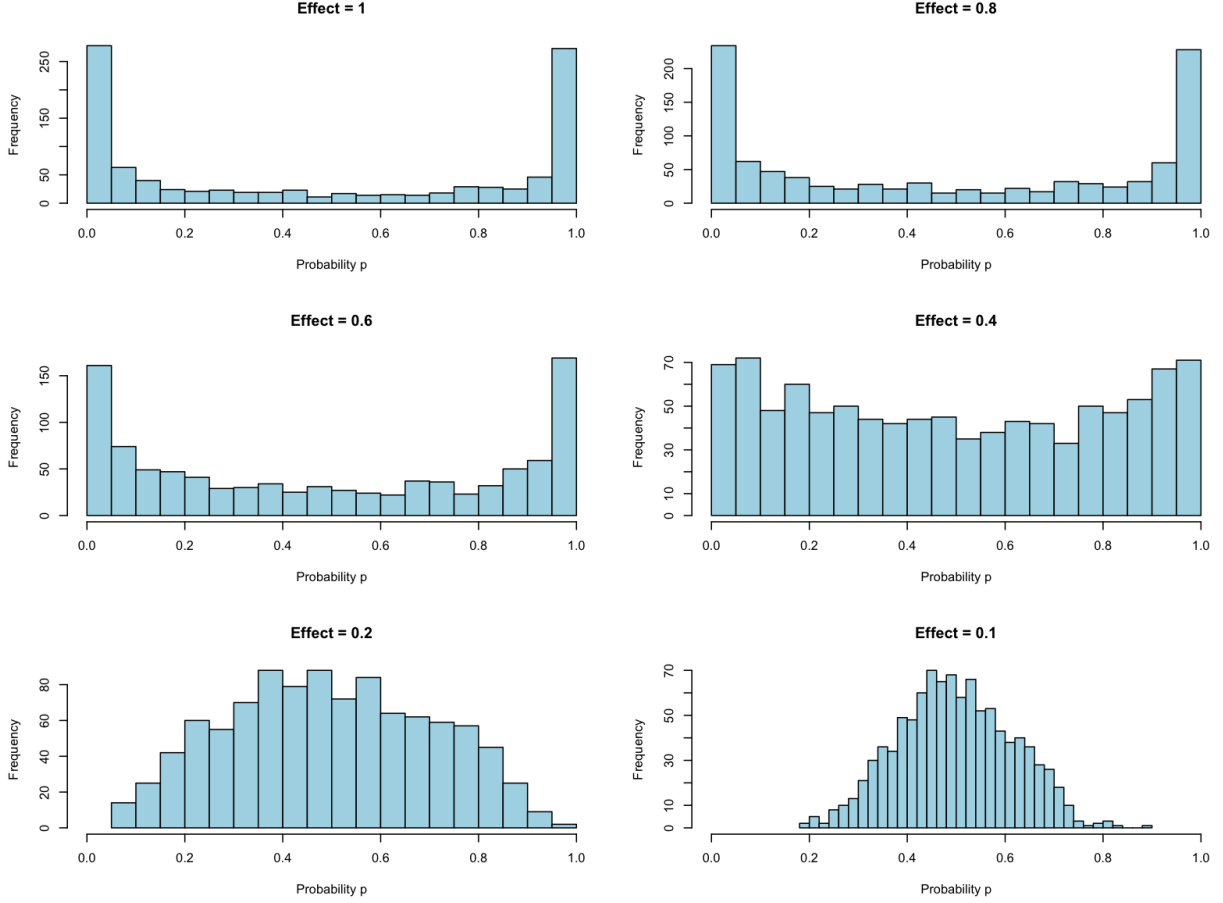 Effect = 1
Frequency
0
50
150
250
0.0 0.2 0.4 0.6 0.8 1.0
Probability p
Effect = 0.8
Frequency
0
50
100
150
200
0.0 0.2 0.4 0.6 0.8 1.0
Probability p
Effect = 0.6
Frequency
0
50
100
150
0.0 0.2 0.4 0.6 0.8 1.0
Probability p
Effect = 0.4
Frequency
0
10
30
50
70
0.0 0.2 0.4 0.6 0.8 1.0
Probability p
Effect = 0.2
Frequency
0
20
40
60
80
0.0 0.2 0.4 0.6 0.8 1.0
Probability p
Effect = 0.1
Frequency
0
10
30
50
70
0.0 0.2 0.4 0.6 0.8 1.0
Probability p